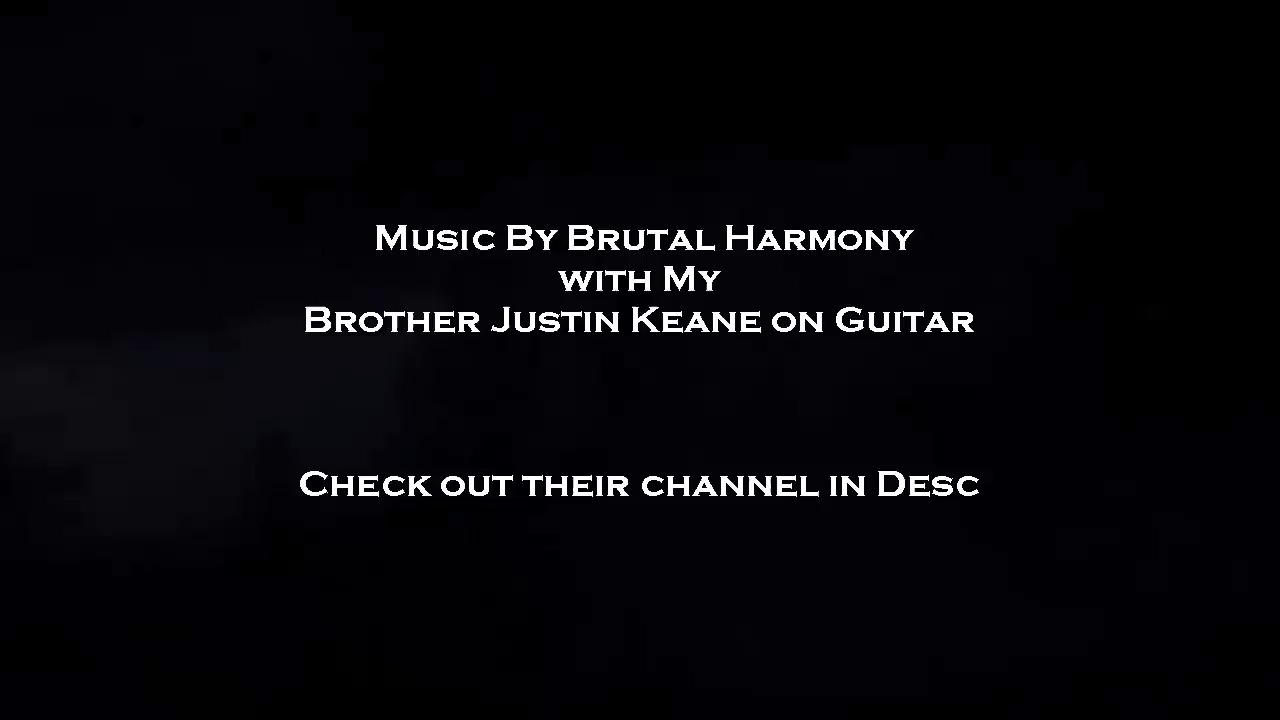 Music By Brutal Harmony
with My
Brother Justin Keane on Guitar
Check out their channel in Desc